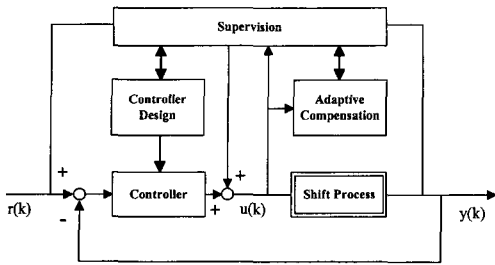 Supervision
Controller
Design
Adaptive
Compensation
+
+
r(k)
-
Controller
+
u(k)
Shift Process
y(k)